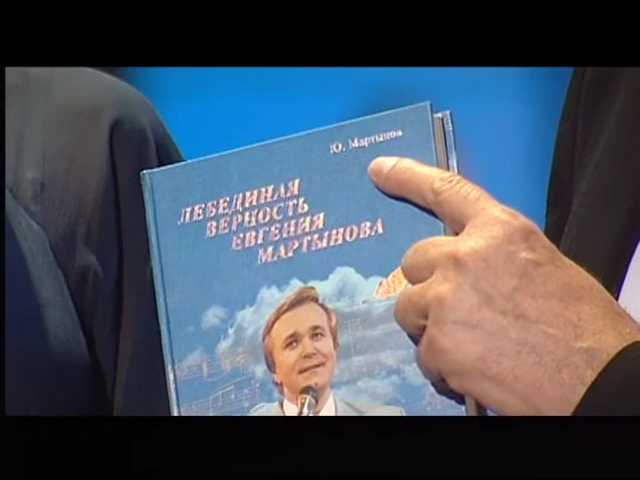 Ю. Мартынов
ЛЕБЕДИНАЯ
ВЕРНОСТЬ
ЕВГЕНИЯ
МАРТЫНОВА